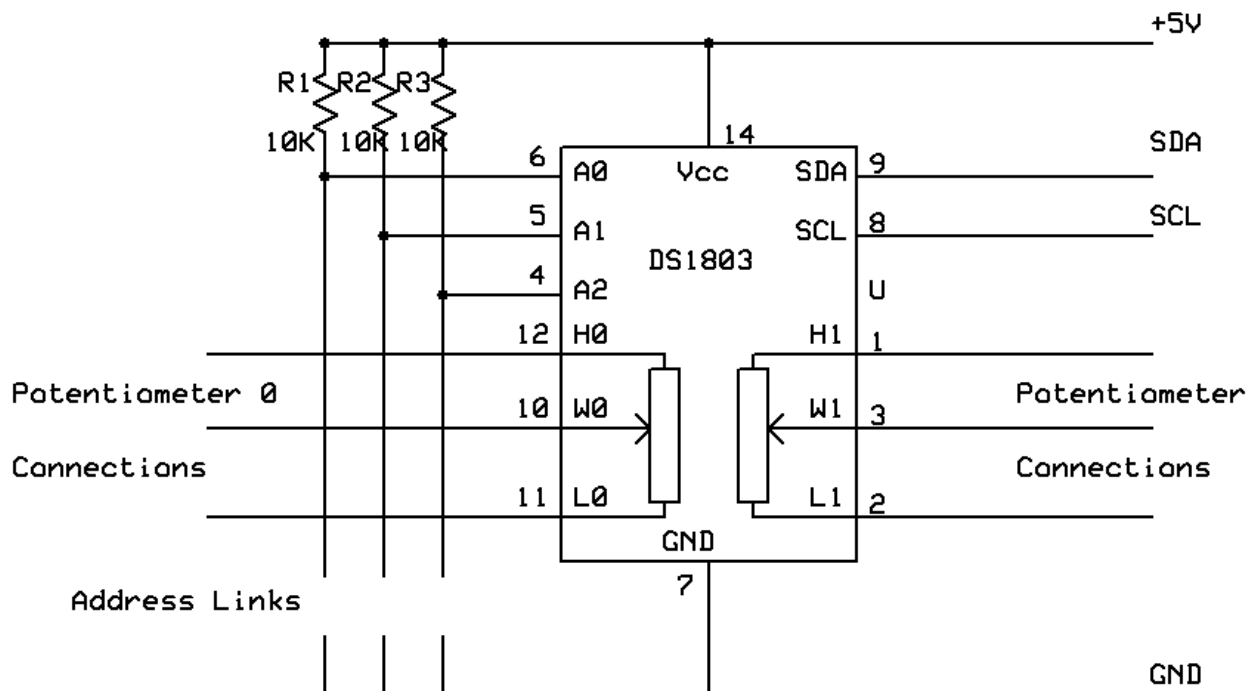 +5V
R1
R2
R3
10K
10K
10K
14
SDA
6
A0
Vcc
SDA
9
5
A1
SCL
8
SCL
DS1803
4
A2
U
12
H0
H1
1
Potentiometer 0
10
W0
W1
3
Potentiometer
Connections
11
L0
L1
2
Connections
GND
7
Address Links
GND